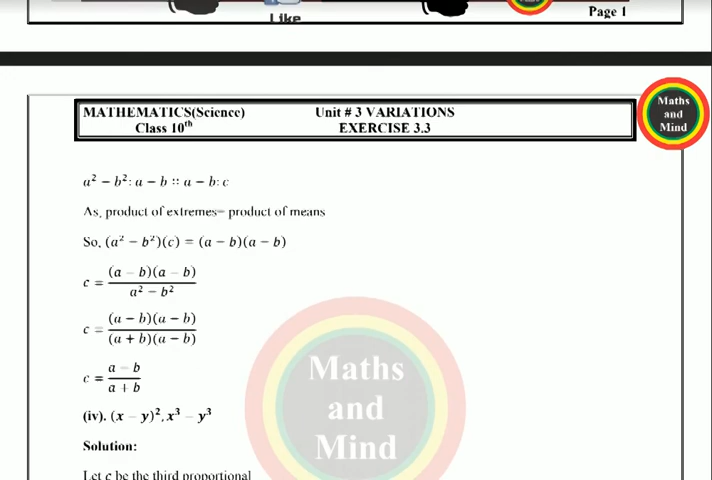 Like
Page 1
MATHEMATICS(Science) Unit # 3 VARIATIONS
Class 10th EXERCISE 3.3
Maths
and
Mind
a² − b²: a − b :: a − b: c
As, product of extremes= product of means
So, (a² − b²)(c) = (a − b)(a − b)
c = (a − b)(a − b) / a² − b²
c = (a − b)(a − b) / (a + b)(a − b)
c = a − b / a + b
(iv). (x − y)², x³ − y³
Solution:
Let c be the third proportional
Maths
and
Mind